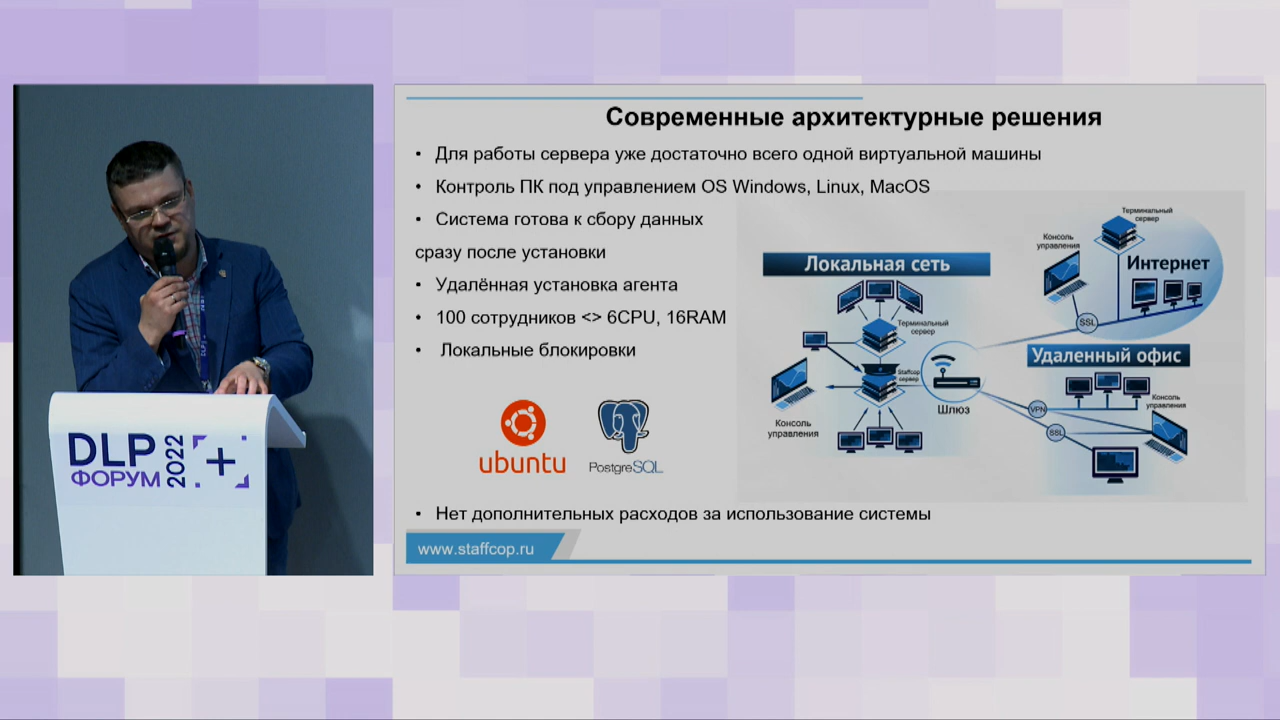 Современные архитектурные решения
• Для работы сервера уже достаточно всего одной виртуальной машины
• Контроль ПК под управлением OS Windows, Linux, MacOS
• Система готова к сбору данных
сразу после установки
• Удалённая установка агента
• 100 сотрудников <> 6CPU, 16RAM
• Локальные блокировки
ubuntu
PostgreSQL
Локальная сеть
Терминальный
сервер
Staffcop
сервер
Консоль
управления
Шлюз
Терминальный
сервер
Консоль
управления
Интернет
SSL
Удаленный офис
VPN
SSL
Консоль
управления
• Нет дополнительных расходов за использование системы
www.staffcop.ru
DLP
ФОРУМ
2022